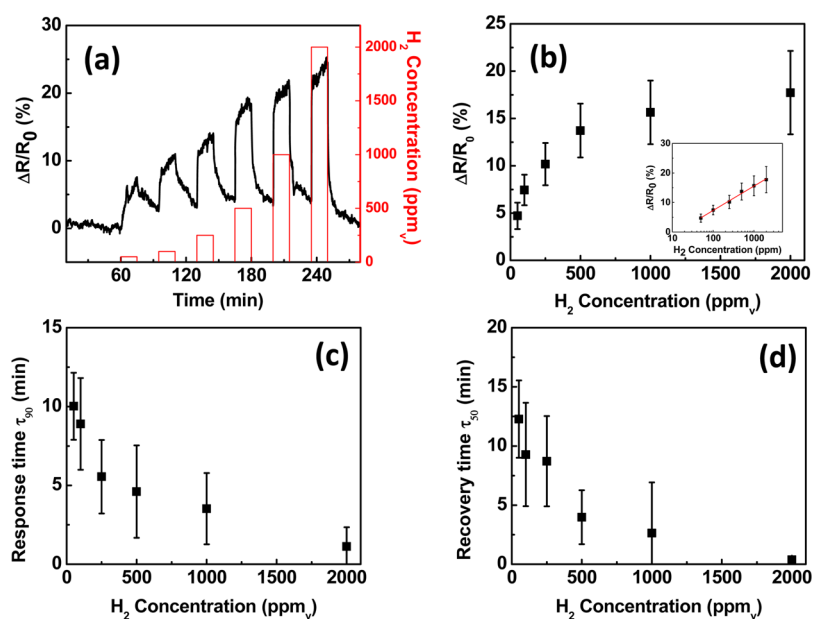 (a)
ΔR/R0 (%)
30
20
10
0
60 120 180 240
Time (min)
H2 Concentration (ppmv)
2000
1750
1500
1000
500
250
0
(b)
ΔR/R0 (%)
25
20
15
10
5
0
0 500 1000 1500 2000
H2 Concentration (ppmv)
ΔR/R0 (%)
30
20
10
0
10 100 1000
H2 Concentration (ppm)
(c)
Response time τ90 (min)
15
10
5
0
0 500 1000 1500 2000
H2 Concentration (ppmv)
(d)
Recovery time τ50 (min)
20
15
10
5
0
0 500 1000 1500 2000
H2 Concentration (ppmv)